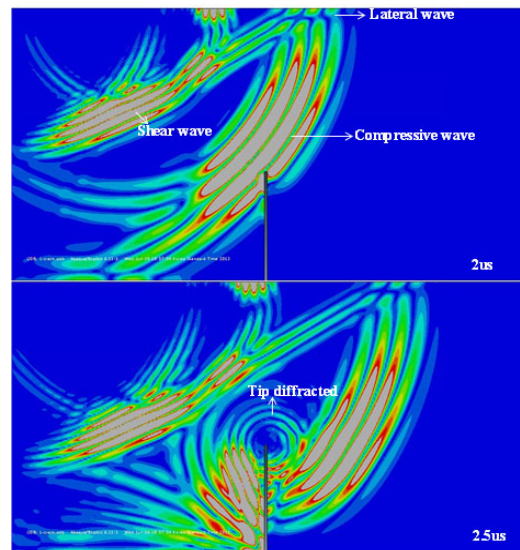 Lateral wave
Shear wave
Compressive wave
2us
Tip diffracted
2.5us